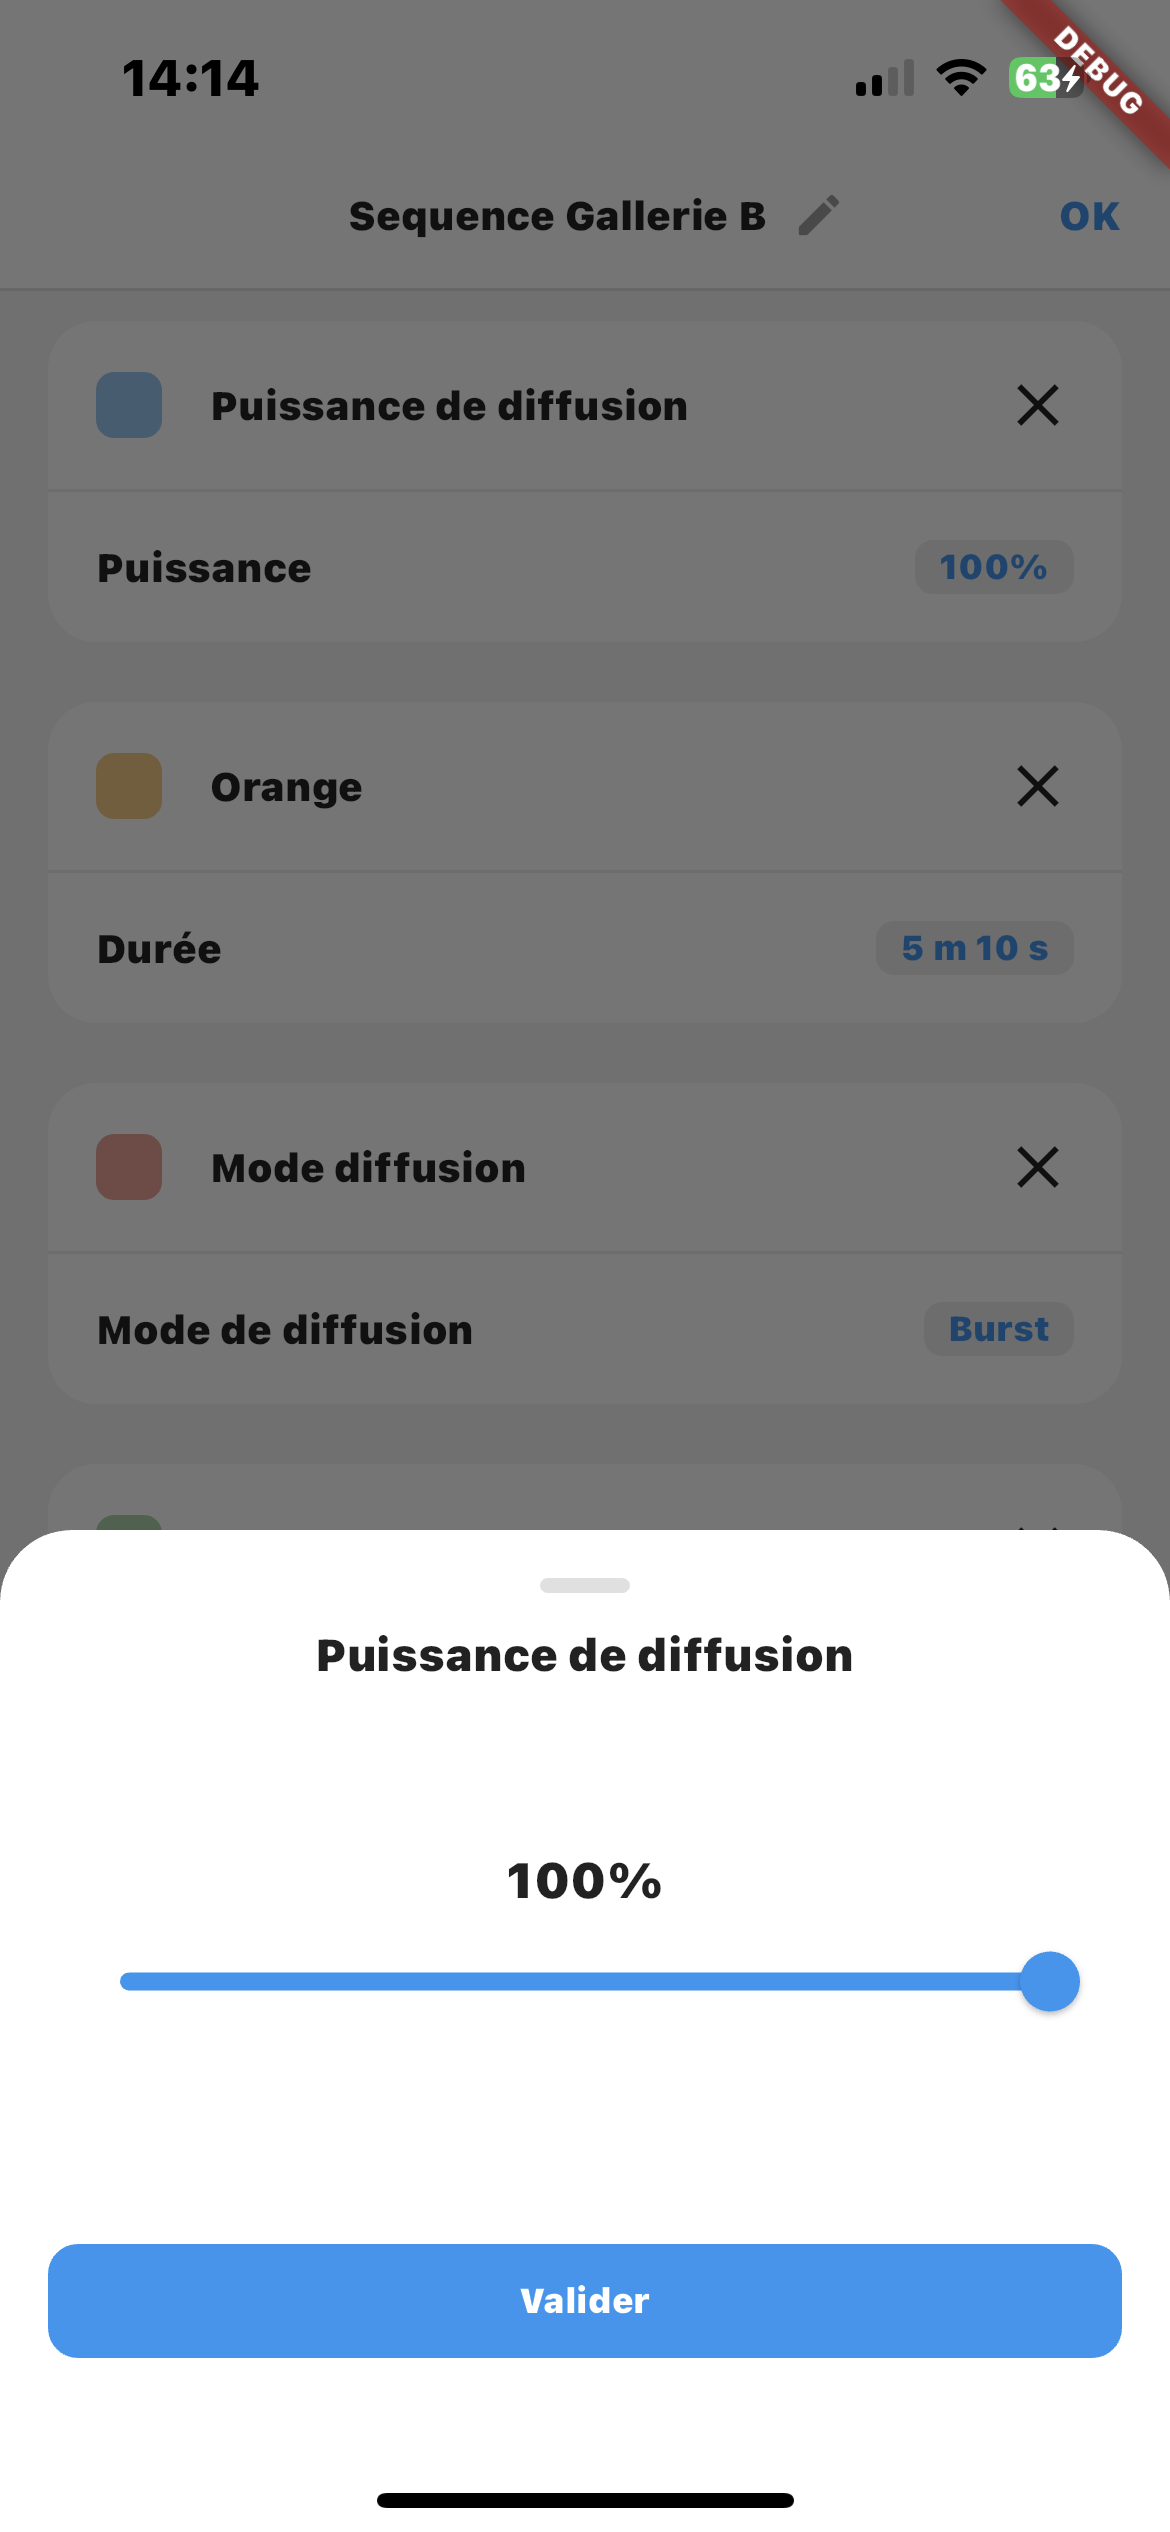 14:14
63
DEBUG
Sequence Gallerie B
OK
Puissance de diffusion
Puissance
100%
Orange
Durée
5 m 10 s
Mode diffusion
Mode de diffusion
Burst
Puissance de diffusion
100%
Valider